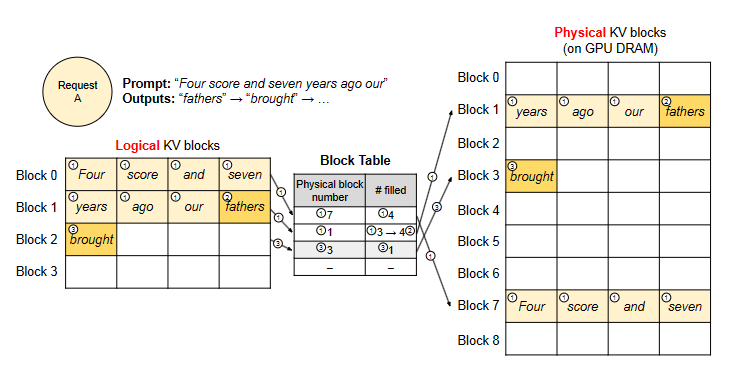 Physical KV blocks
(on GPU DRAM)
Request
A
Prompt: “Four score and seven years ago our”
Outputs: “fathers” → “brought” → …
Logical KV blocks
Block 0 ① Four ① score ① and ① seven
Block 1 ① years ① ago ① our ② fathers
Block 2 ③ brought
Block 3
① ① ③
Block Table
Physical block number # filled
①7 ①4
①1 ①3 → 4②
③3 ③1
– –
① ③ ①
Block 0
Block 1 ① years ① ago ① our ② fathers
Block 2
Block 3 ③ brought
Block 4
Block 5
Block 6
Block 7 ① Four ① score ① and ① seven
Block 8